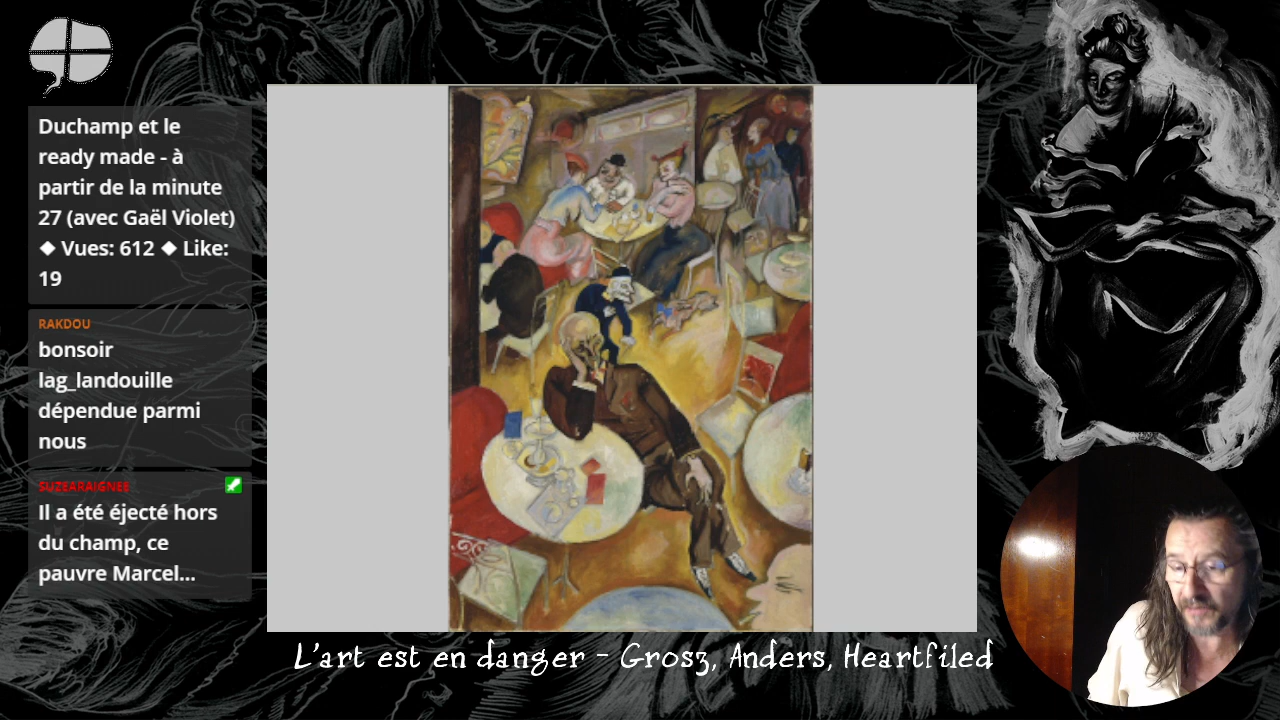 Duchamp et le
ready made - à
partir de la minute
27 (avec Gaël Violet)
◆ Vues: 612 ◆ Like:
19
RAKDOU
bonsoir
lag_landouille
dépendue parmi
nous
SUZEARAIGNEE
Il a été éjecté hors
du champ, ce
pauvre Marcel...
L'art est en danger - Grosz, Anders, Heartfiled